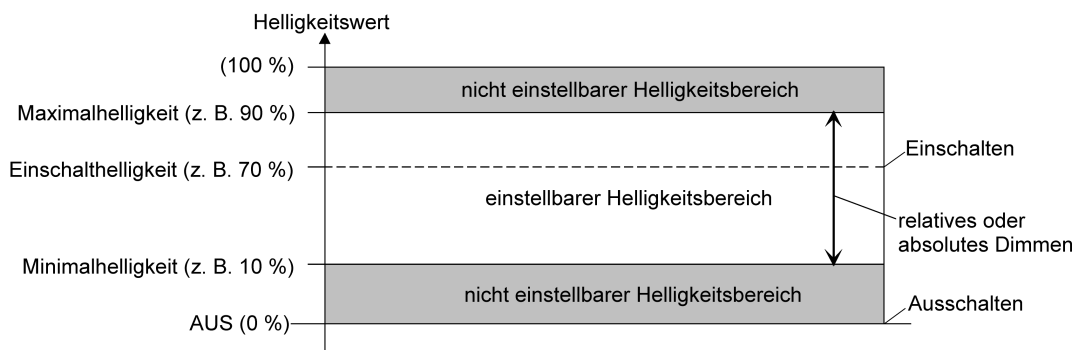 Helligkeitswert
(100 %)
nicht einstellbarer Helligkeitsbereich
Maximalhelligkeit (z. B. 90 %)
Einschalten
Einschalthelligkeit (z. B. 70 %)
einstellbarer Helligkeitsbereich
relatives oder
absolutes Dimmen
Minimalhelligkeit (z. B. 10 %)
nicht einstellbarer Helligkeitsbereich
Ausschalten
AUS (0 %)